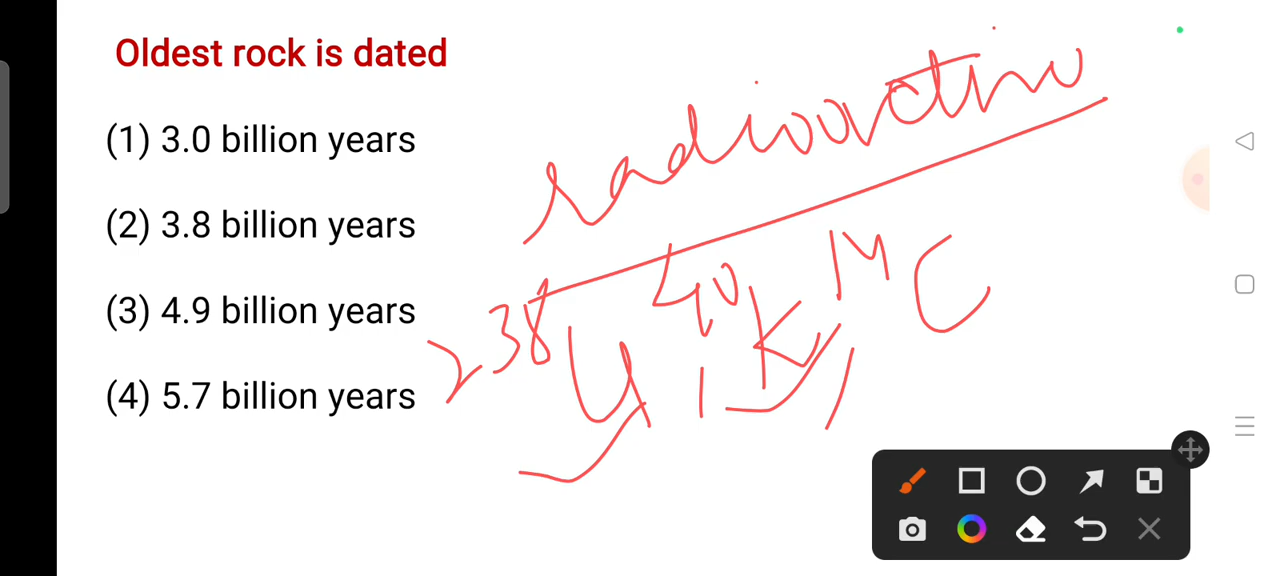 Oldest rock is dated
radioactive
(1) 3.0 billion years
(2) 3.8 billion years
(3) 4.9 billion years
(4) 5.7 billion years
238U, 40K, 14C